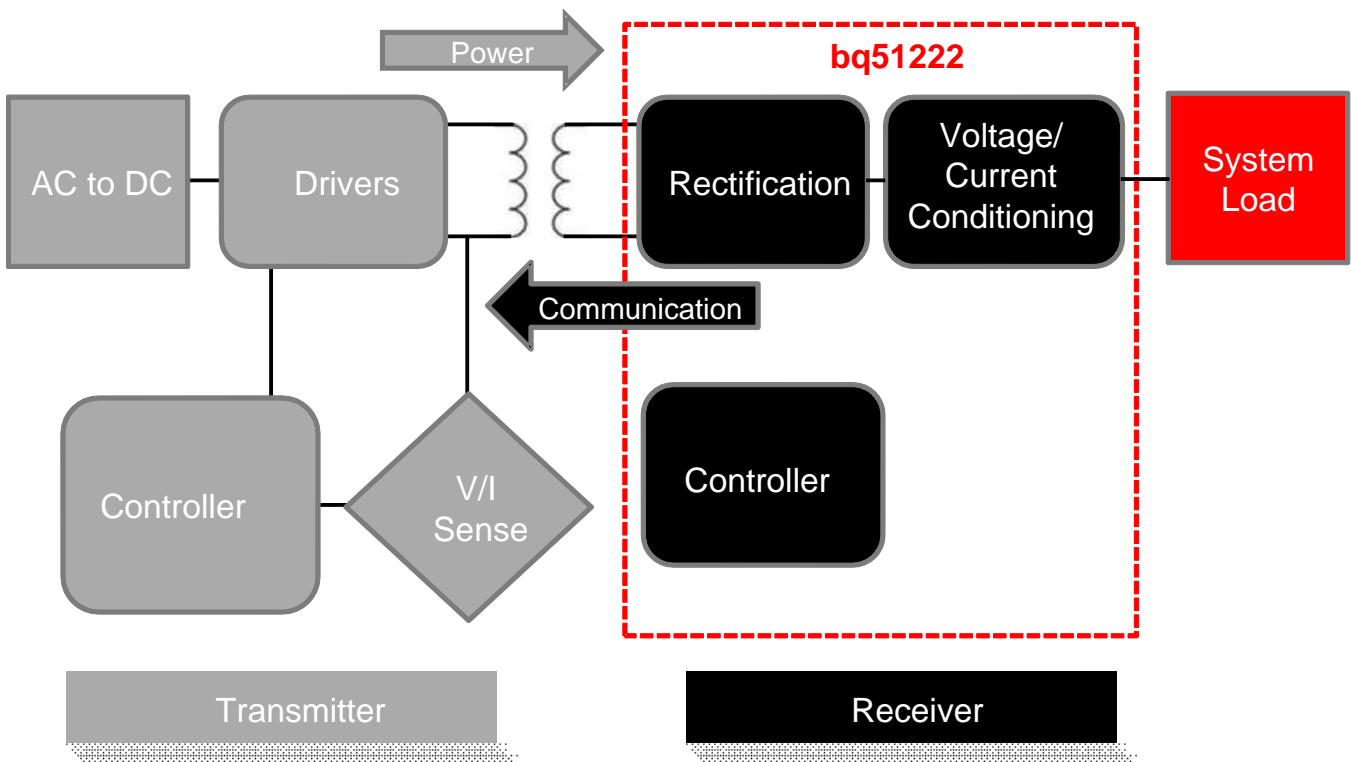 Power
bq51222
AC to DC
Drivers
Rectification
Voltage/
Current
Conditioning
System
Load
Communication
Controller
V/I
Sense
Controller
Transmitter
Receiver